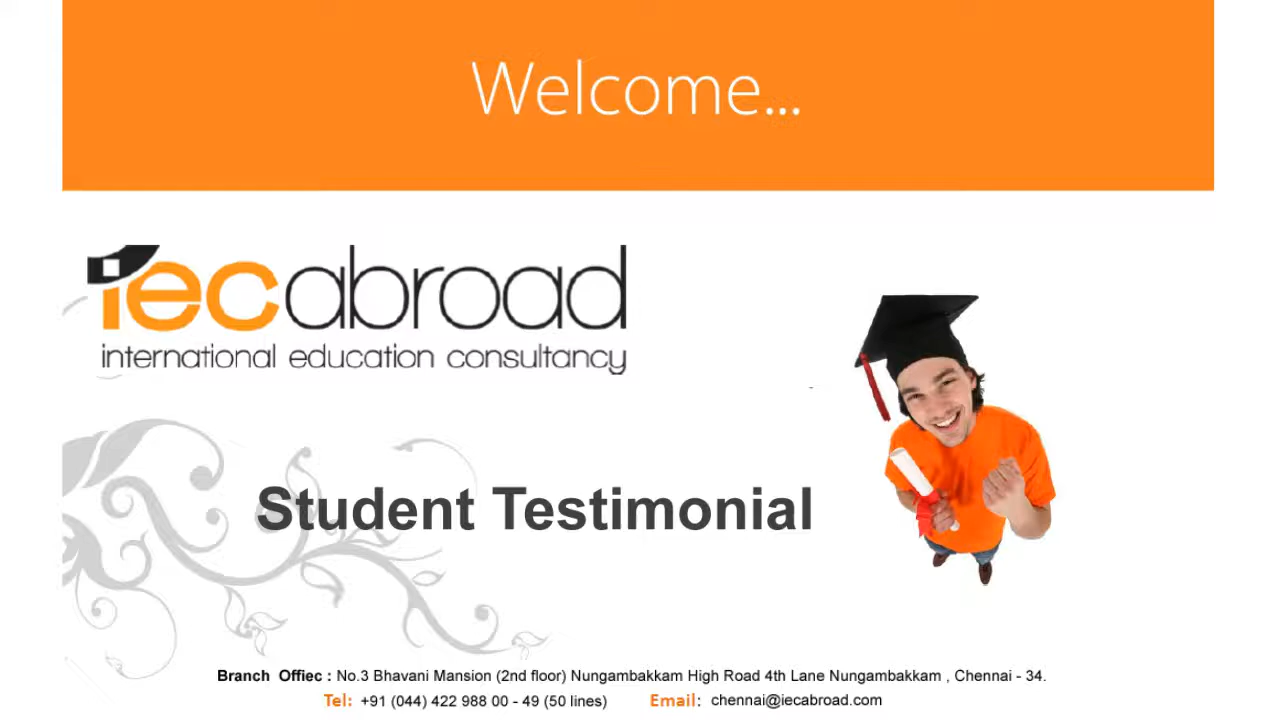 Welcome...
iecabroad
international education consultancy
Student Testimonial
Branch Offiec : No.3 Bhavani Mansion (2nd floor) Nungambakkam High Road 4th Lane Nungambakkam , Chennai - 34.
Tel: +91 (044) 422 988 00 - 49 (50 lines) Email: chennai@iecabroad.com